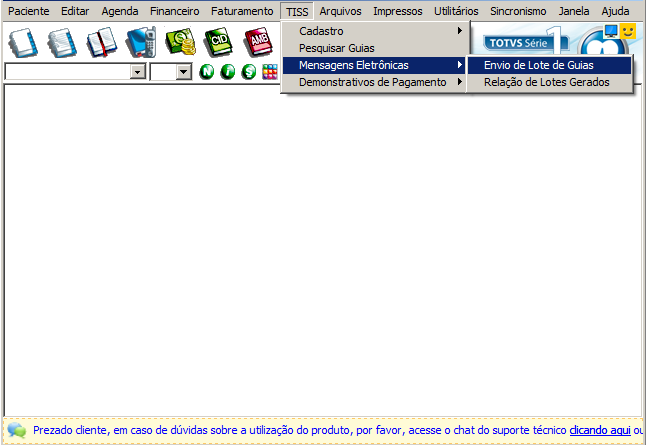 Paciente Editar Agenda Financeiro Faturamento TISS Arquivos Impressos Utilitários Sincronismo Janela Ajuda
Cadastro
Pesquisar Guias
Mensagens Eletrônicas
Demonstrativos de Pagamento
Envio de Lote de Guias
Relação de Lotes Gerados
CID
AMB
TOTVS Série 1
N
$
Prezado cliente, em caso de dúvidas sobre a utilização do produto, por favor, acesse o chat do suporte técnico clicando aqui ou